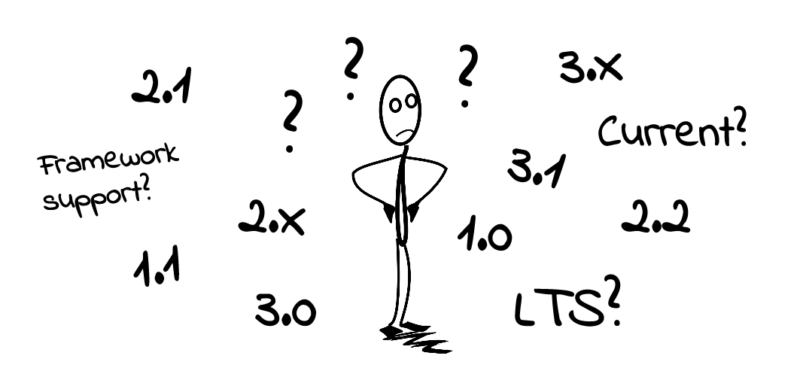 ?
?
3.x
2.1
?
Current?
Framework
support?
3.1
2.x
1.0
2.2
1.1
3.0
LTS?